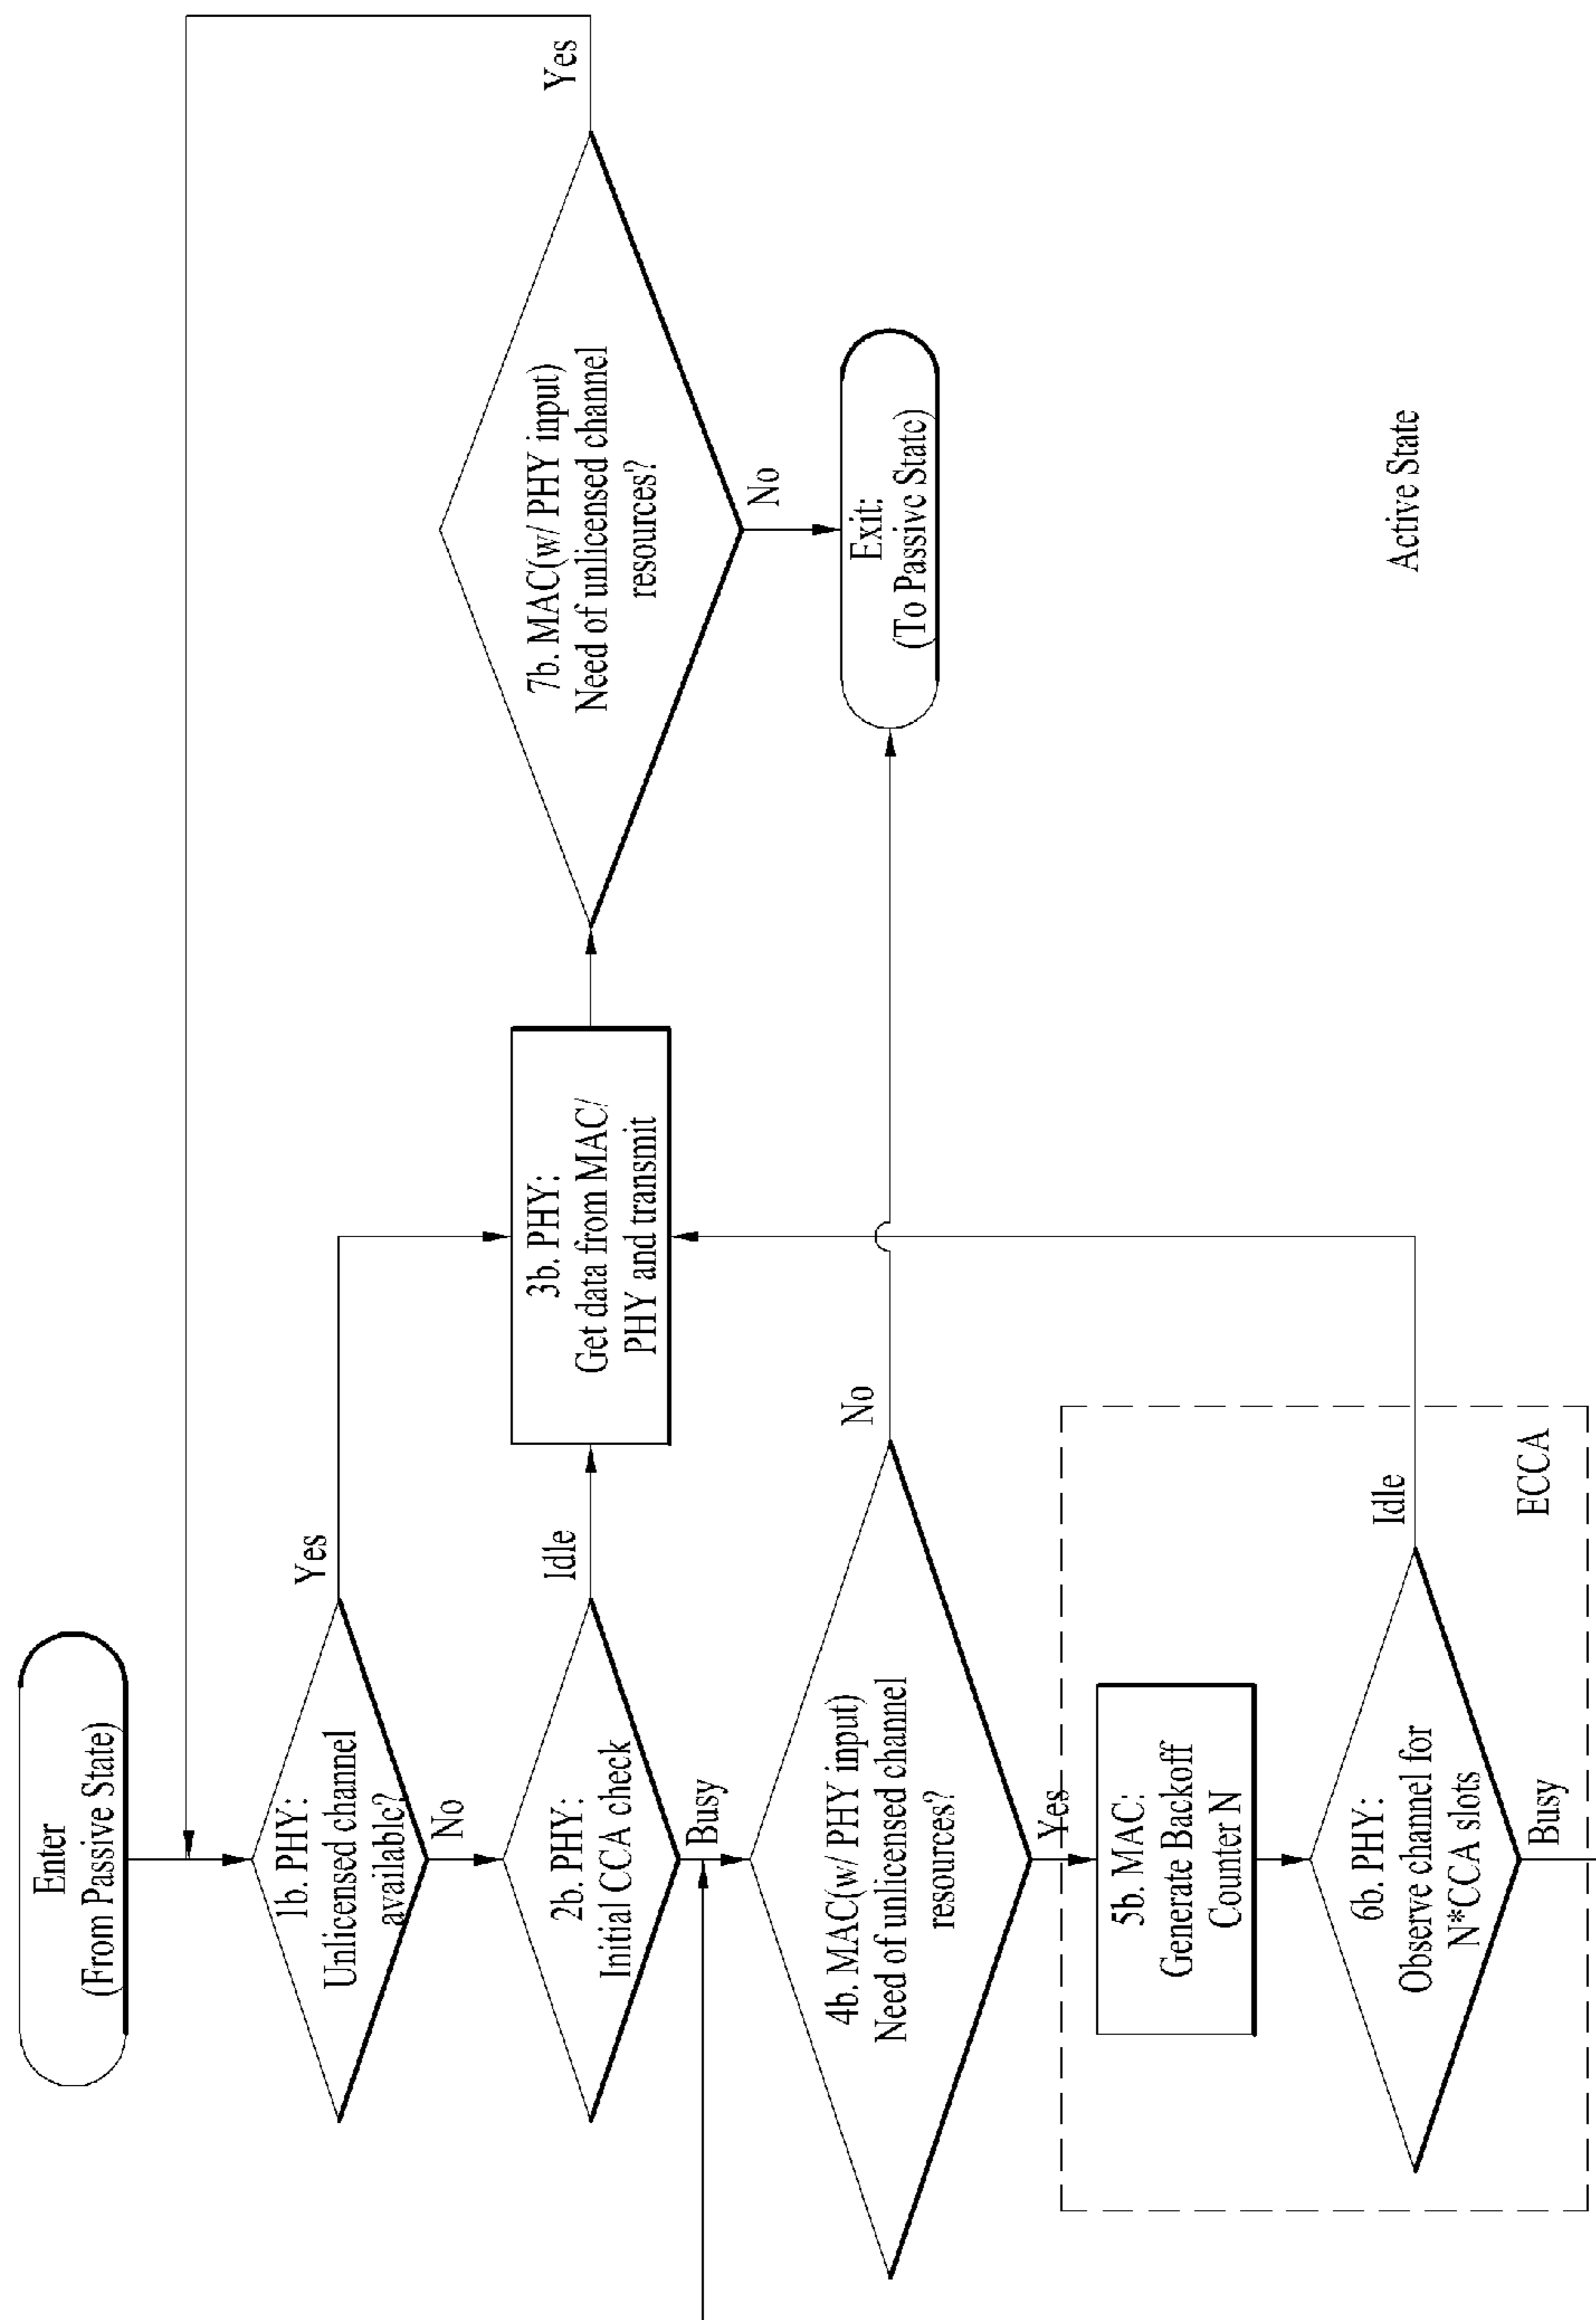 Enter
(From Passive State)
1b. PHY:
Unlicensed channel
available?
Yes
No
2b. PHY:
Initial CCA check
Idle
Busy
3b. PHY:
Get data from MAC/
PHY and transmit
7b. MAC(w/ PHY input)
Need of unlicensed channel
resources?
Yes
No
Exit:
(To Passive State)
4b. MAC(w/ PHY input)
Need of unlicensed channel
resources?
No
Yes
5b. MAC:
Generate Backoff
Counter N
6b. PHY:
Observe channel for
N*CCA slots
Idle
Busy
ECCA
Active State